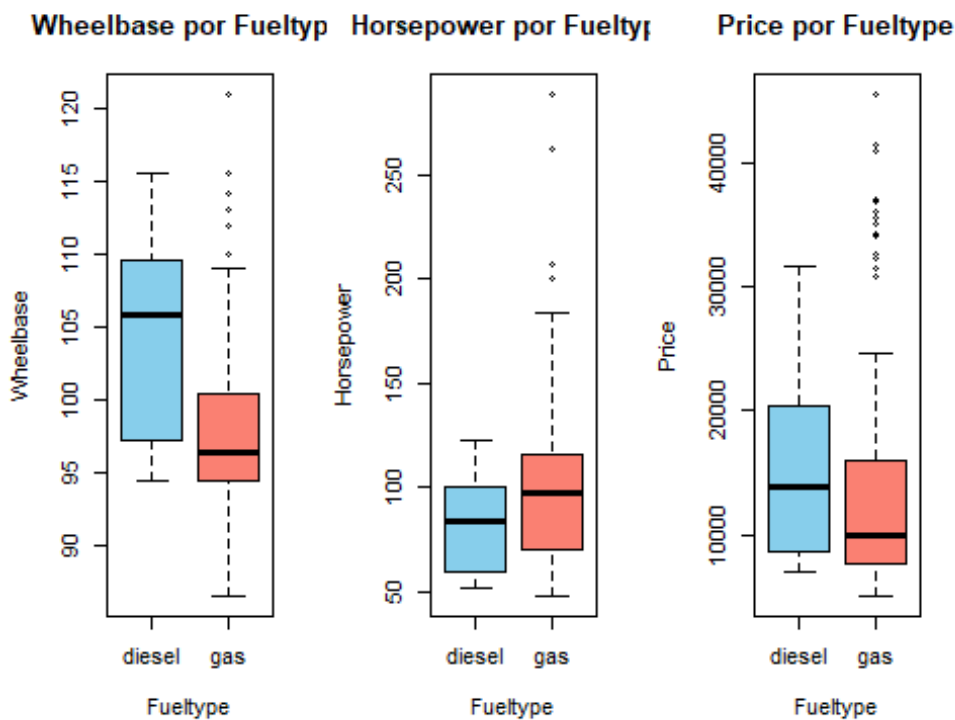 Wheelbase por Fueltyp
Wheelbase
120
115
110
105
100
95
90
diesel gas
Fueltype
Horsepower por Fueltyp
Horsepower
250
200
150
100
50
diesel gas
Fueltype
Price por Fueltype
Price
40000
30000
20000
10000
diesel gas
Fueltype